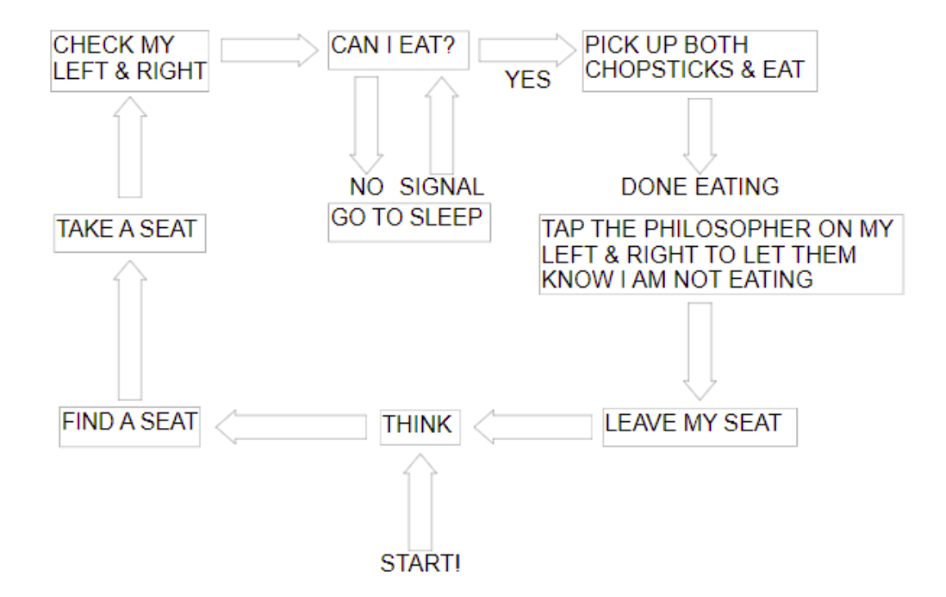 CHECK MY
LEFT & RIGHT
CAN I EAT?
YES
PICK UP BOTH
CHOPSTICKS & EAT
NO
SIGNAL
GO TO SLEEP
DONE EATING
TAP THE PHILOSOPHER ON MY
LEFT & RIGHT TO LET THEM
KNOW I AM NOT EATING
TAKE A SEAT
FIND A SEAT
THINK
LEAVE MY SEAT
START!